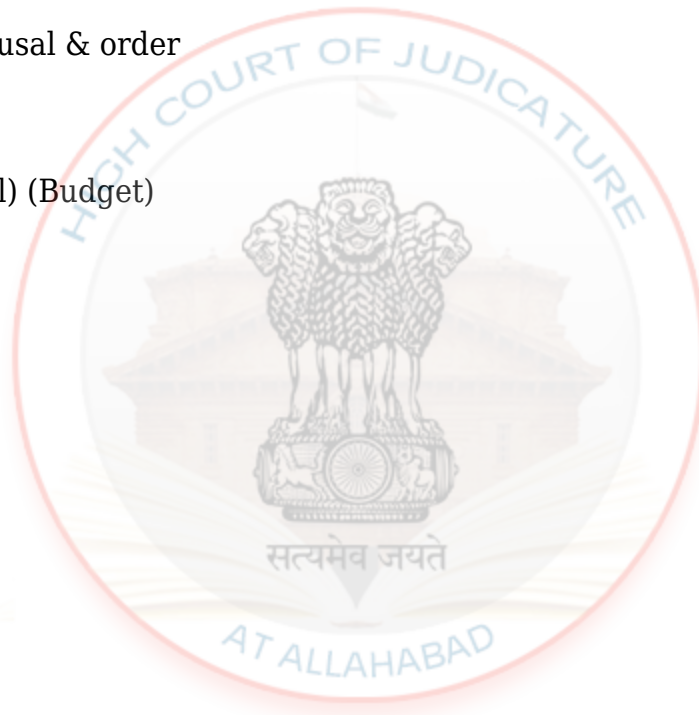 usal & order
HIGH COURT OF JUDICATURE
l) (Budget)
सत्यमेव जयते
AT ALLAHABAD